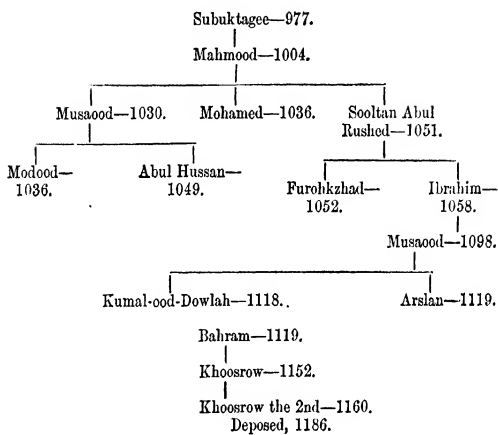 Subuktagee—977.
Mahmood—1004.
Musaood—1030. Mohamed—1036. Sooltan Abul
Rushed—1051.
Modood— Abul Hussan— Furohkzhad— Ibrahim—
1036. 1049. 1052. 1058.
Musaood—1098.
Kumal-ood-Dowlah—1118. Arslan—1119.
Bahram—1119.
Khoosrow—1152.
Khoosrow the 2nd—1160.
Deposed, 1186.